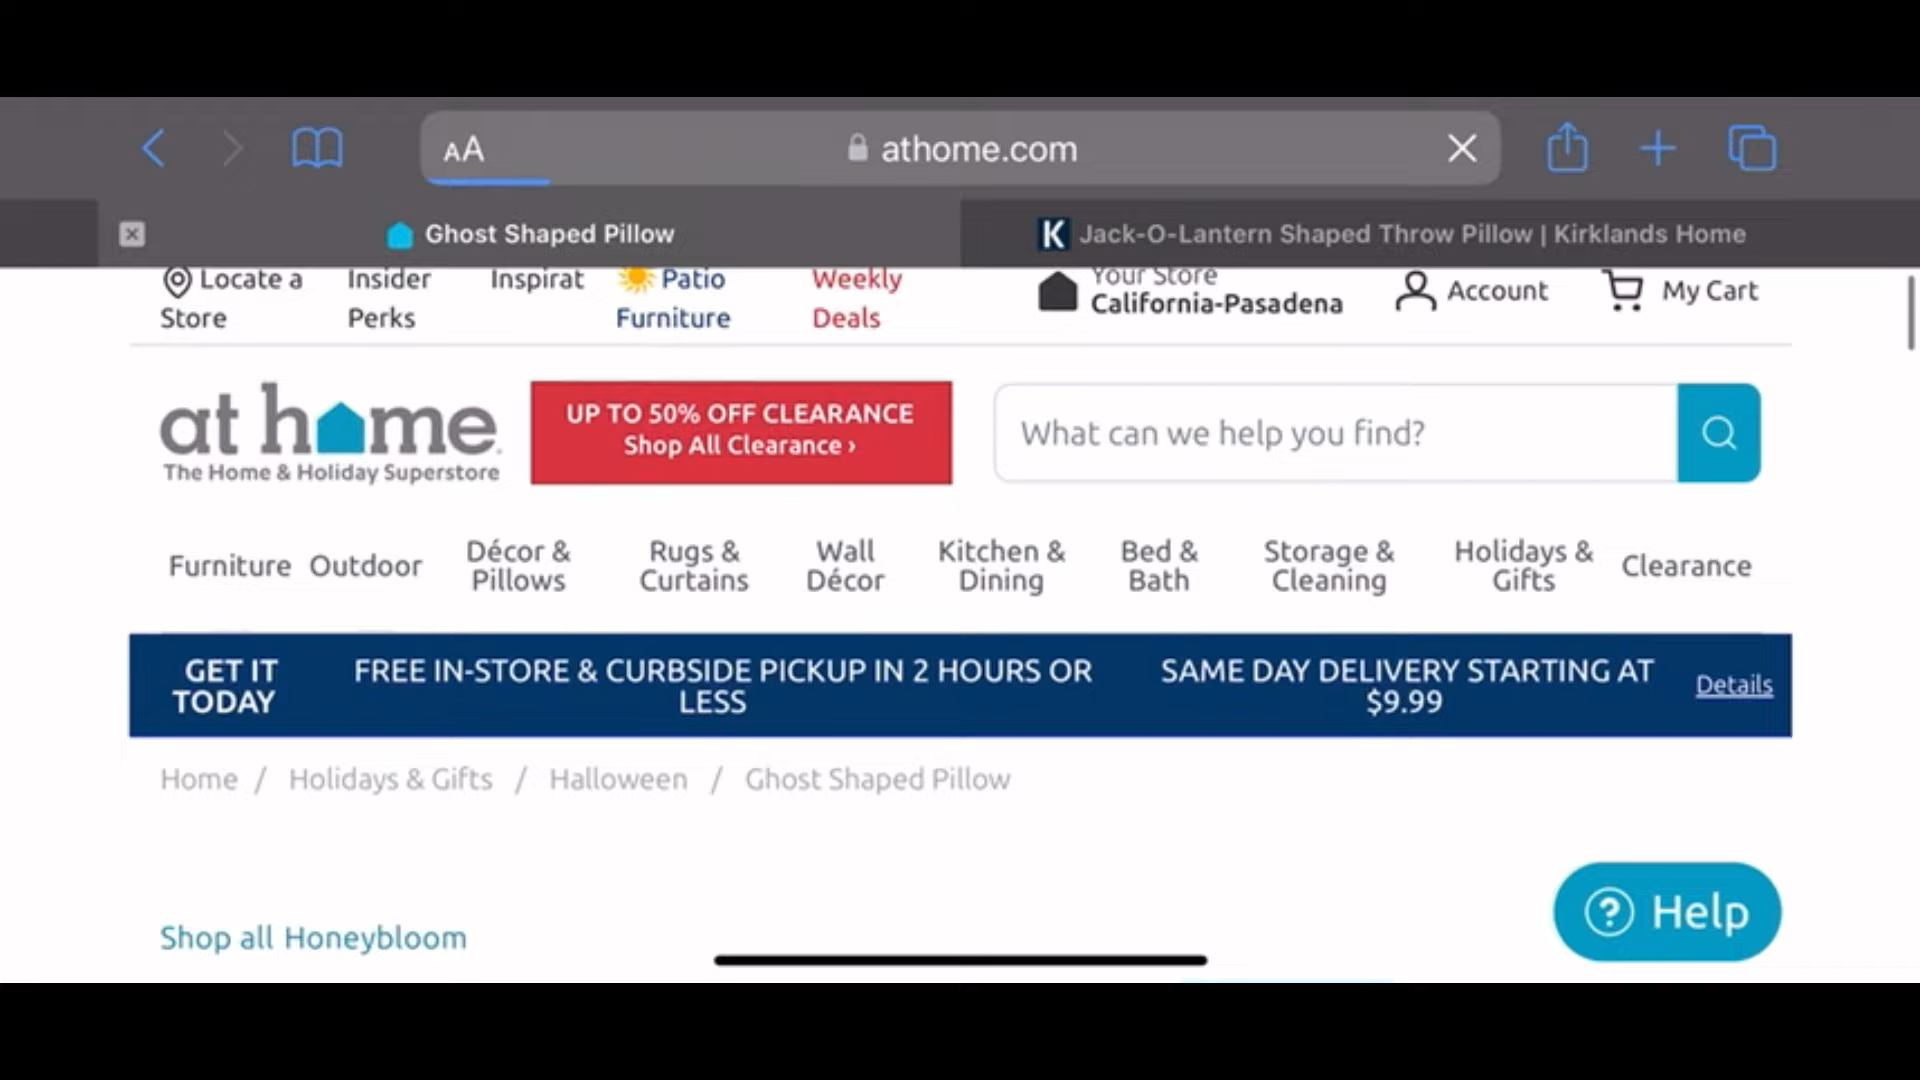 AA
athome.com
Ghost Shaped Pillow
K Jack-O-Lantern Shaped Throw Pillow | Kirklands Home
Locate a
Store
Insider
Perks
Inspirat
Patio
Furniture
Weekly
Deals
Your Store
California-Pasadena
Account
My Cart
at home.
The Home & Holiday Superstore
UP TO 50% OFF CLEARANCE
Shop All Clearance ›
What can we help you find?
Furniture
Outdoor
Décor &
Pillows
Rugs &
Curtains
Wall
Décor
Kitchen &
Dining
Bed &
Bath
Storage &
Cleaning
Holidays &
Gifts
Clearance
GET IT
TODAY
FREE IN-STORE & CURBSIDE PICKUP IN 2 HOURS OR
LESS
SAME DAY DELIVERY STARTING AT
$9.99
Details
Home / Holidays & Gifts / Halloween / Ghost Shaped Pillow
Shop all Honeybloom
? Help